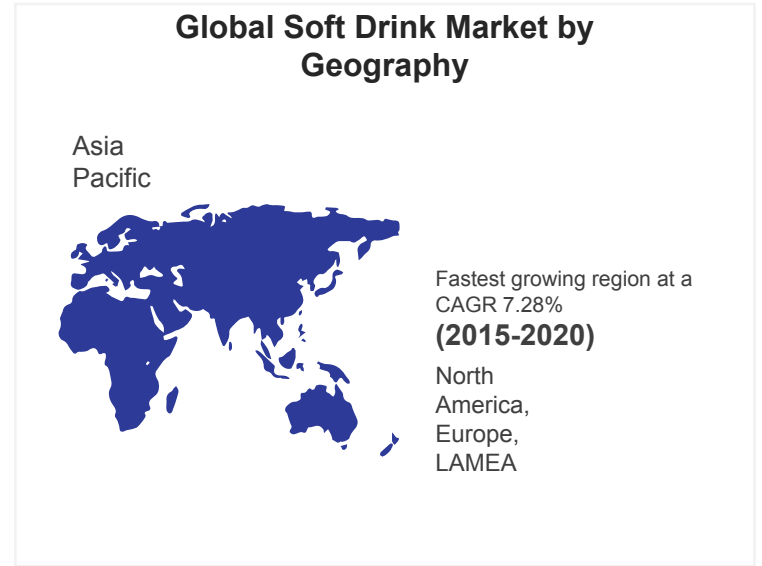 Global Soft Drink Market by
Geography
Asia
Pacific
Fastest growing region at a
CAGR 7.28%
(2015-2020)
North
America,
Europe,
LAMEA